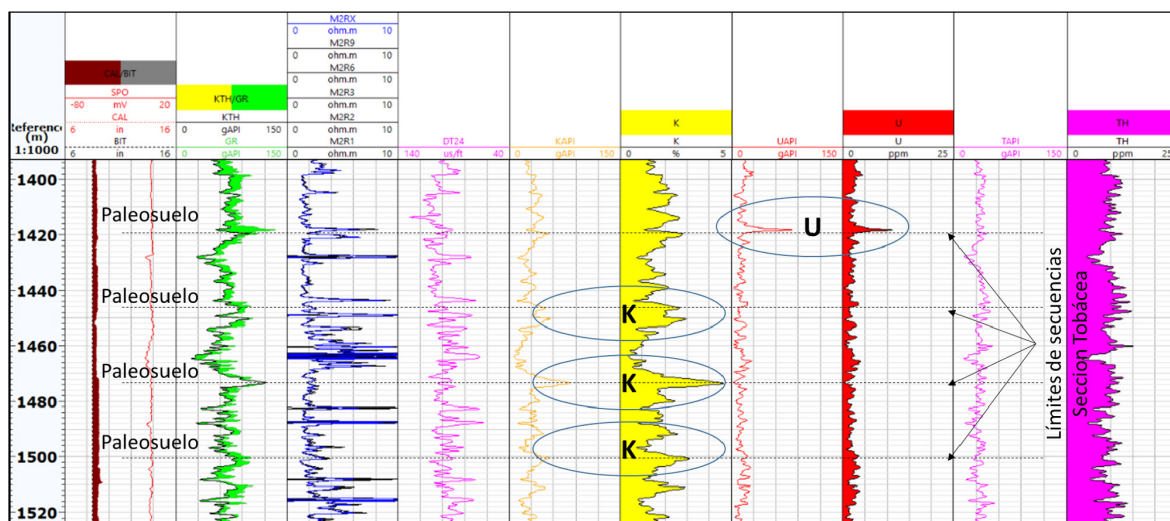 M2RX
0 ohm.m 10
M2R9
0 ohm.m 10
M2R6
0 ohm.m 10
M2R3
0 ohm.m 10
M2R2
0 ohm.m 10
M2R1
0 ohm.m 10
CAL/BIT
SPO
-80 mV 20
CAL
6 in 16
BIT
6 in 16
KTH/GR
KTH
0 gAPI 150
GR
0 gAPI 150
Reference
(m)
1:1000
DT24
140 us/ft 40
KAPI
0 gAPI 150
K
K
0 % 5
UAPI
0 gAPI 150
U
U
0 ppm 25
TAPI
0 gAPI 150
TH
TH
0 ppm 25
1400
1420
1440
1460
1480
1500
1520
Paleosuelo
Paleosuelo
Paleosuelo
Paleosuelo
U
K
K
K
Límites de secuencias
Seccion Tobácea